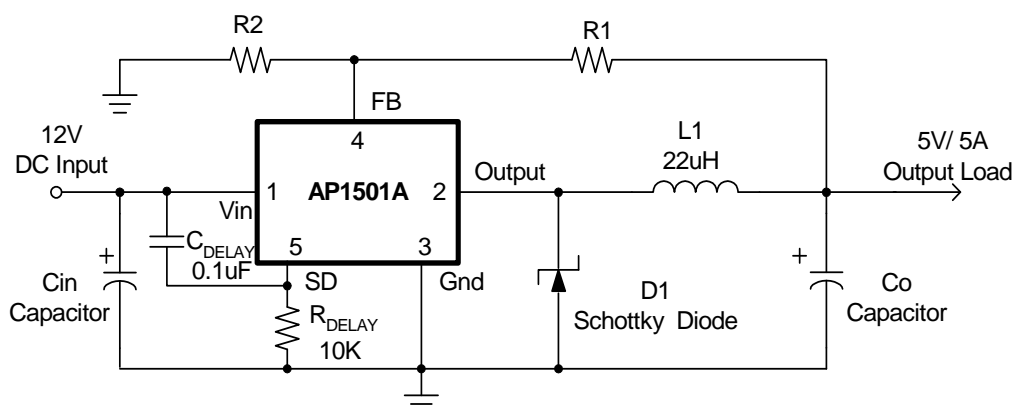 R2
R1
FB
12V
DC Input
4
L1
22uH
5V/ 5A
Output Load
1
AP1501A
2
Output
Vin
C DELAY
0.1uF
5
3
SD
Gnd
+
Cin
Capacitor
R DELAY
10K
D1
Schottky Diode
+
Co
Capacitor